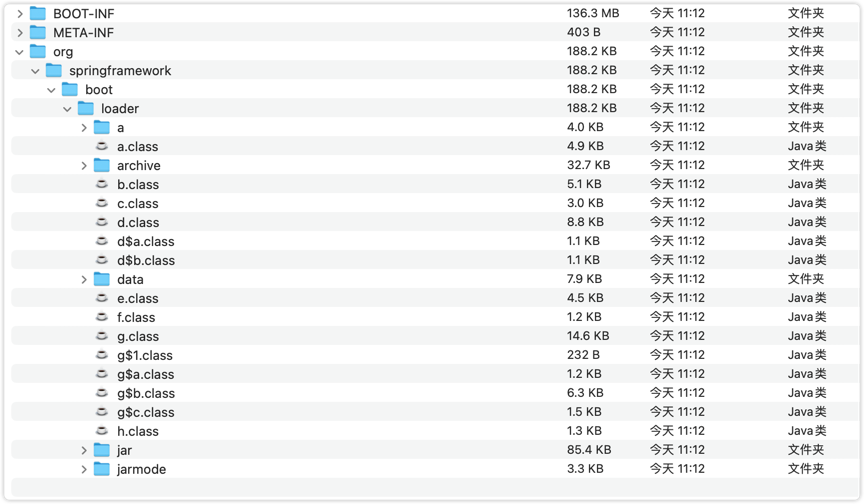 BOOT-INF 136.3 MB 今天 11:12 文件夹
META-INF 403 B 今天 11:12 文件夹
org 188.2 KB 今天 11:12 文件夹
springframework 188.2 KB 今天 11:12 文件夹
boot 188.2 KB 今天 11:12 文件夹
loader 188.2 KB 今天 11:12 文件夹
a 4.0 KB 今天 11:12 文件夹
a.class 4.9 KB 今天 11:12 Java类
archive 32.7 KB 今天 11:12 文件夹
b.class 5.1 KB 今天 11:12 Java类
c.class 3.0 KB 今天 11:12 Java类
d.class 8.8 KB 今天 11:12 Java类
d$a.class 1.1 KB 今天 11:12 Java类
d$b.class 1.1 KB 今天 11:12 Java类
data 7.9 KB 今天 11:12 文件夹
e.class 4.5 KB 今天 11:12 Java类
f.class 1.2 KB 今天 11:12 Java类
g.class 14.6 KB 今天 11:12 Java类
g$1.class 232 B 今天 11:12 Java类
g$a.class 1.2 KB 今天 11:12 Java类
g$b.class 6.3 KB 今天 11:12 Java类
g$c.class 1.5 KB 今天 11:12 Java类
h.class 1.3 KB 今天 11:12 Java类
jar 85.4 KB 今天 11:12 文件夹
jarmode 3.3 KB 今天 11:12 文件夹